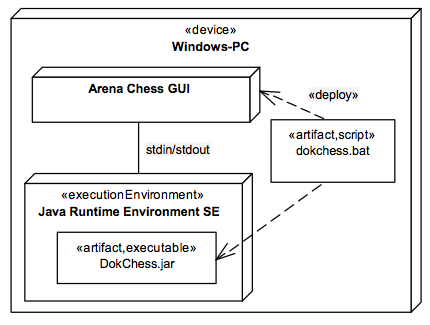 «device»
Windows-PC
Arena Chess GUI
«deploy»
«artifact,script»
dokchess.bat
stdin/stdout
«executionEnvironment»
Java Runtime Environment SE
«artifact,executable»
DokChess.jar